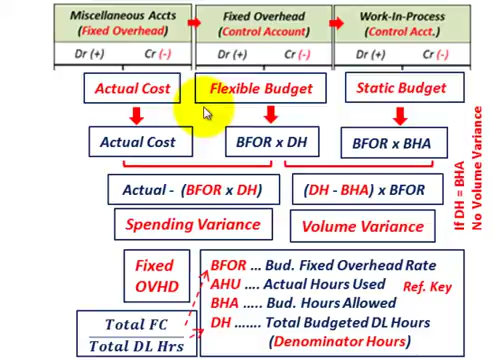 Miscellaneous Accts
(Fixed Overhead)
Fixed Overhead
(Control Account)
Work-In-Process
(Control Acct.)
Dr (+) Cr (-)
Dr (+) Cr (-)
Dr (+) Cr (-)
Actual Cost
Flexible Budget
Static Budget
Actual Cost
BFOR x DH
BFOR x BHA
Actual - (BFOR x DH)
(DH - BHA) x BFOR
Spending Variance
Volume Variance
If DH = BHA
No Volume Variance
Fixed
OVHD
Total FC
Total DL Hrs
BFOR ... Bud. Fixed Overhead Rate
AHU .... Actual Hours Used
Ref. Key
BHA ..... Bud. Hours Allowed
DH ....... Total Budgeted DL Hours
(Denominator Hours)